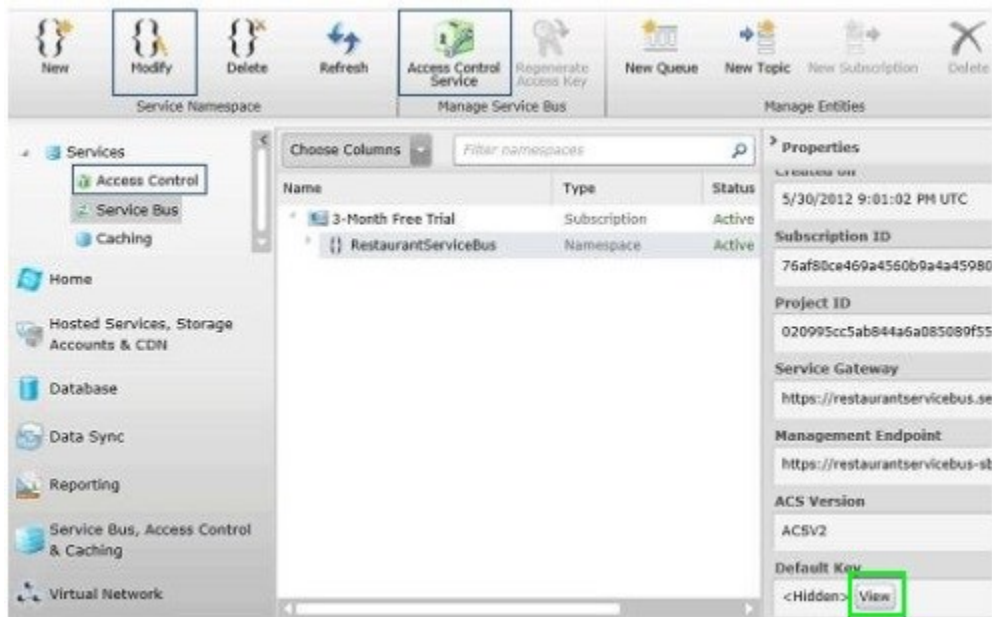 New
Modify
Delete
Refresh
Access Control
Service
Regenerate
Access Key
New Queue
New Topic
New Subscription
Delete
Service Namespace
Manage Service Bus
Manage Entities
Services
Access Control
Service Bus
Caching
Home
Hosted Services, Storage
Accounts & CDN
Database
Data Sync
Reporting
Service Bus, Access Control
& Caching
Virtual Network
Choose Columns
Filter namespaces
Name Type Status
3-Month Free Trial Subscription Active
{} RestaurantServiceBus Namespace Active
Properties
Created on
5/30/2012 9:01:02 PM UTC
Subscription ID
76af80ce469a4560b9a4a45980
Project ID
020995cc5ab844a6a085089f55
Service Gateway
https://restaurantservicebus.se
Management Endpoint
https://restaurantservicebus-sb
ACS Version
ACSV2
Default Key
<Hidden> View